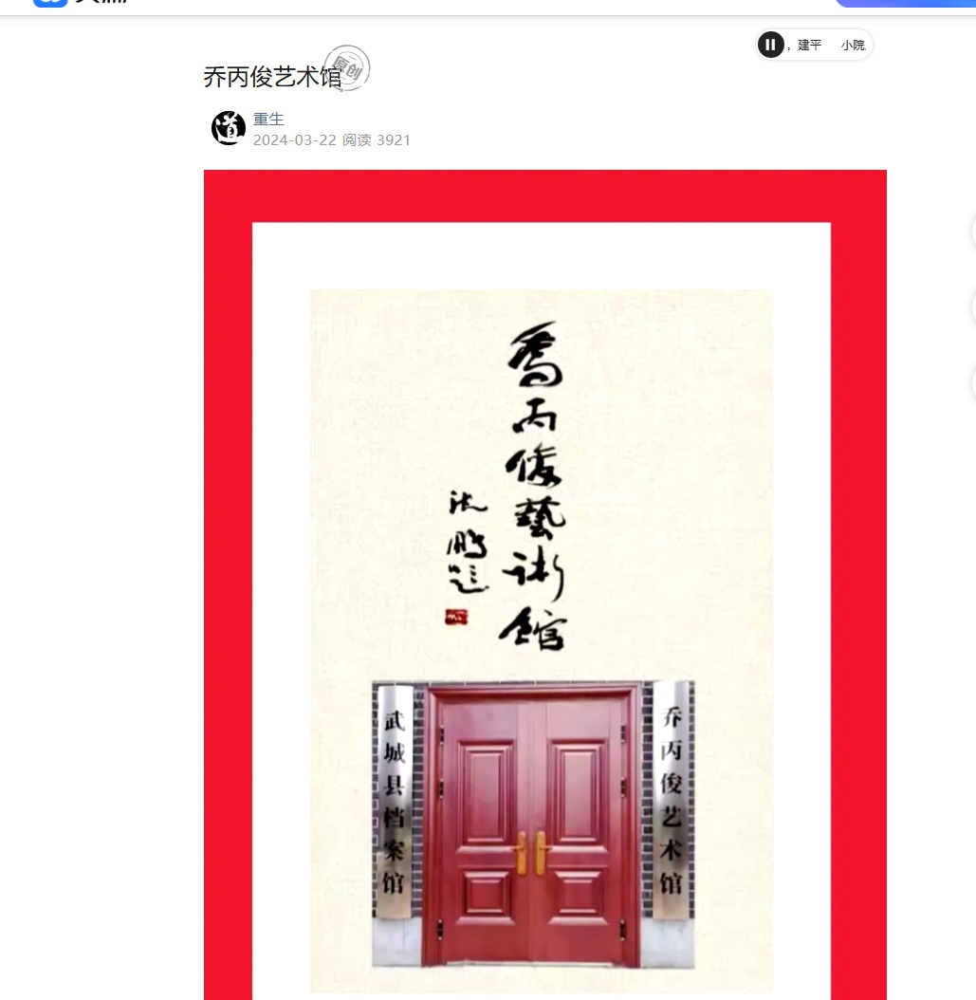 ，建平 小院
乔丙俊艺术馆
原创
重生
2024-03-22 阅读 3921
喬丙俊藝術館
沈鹏题
武城县档案馆
乔丙俊艺术馆